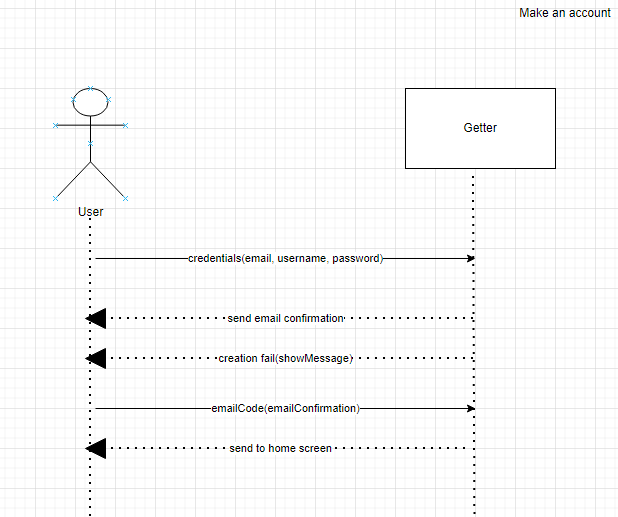 Make an account
Getter
User
credentials(email, username, password)
send email confirmation
creation fail(showMessage)
emailCode(emailConfirmation)
send to home screen